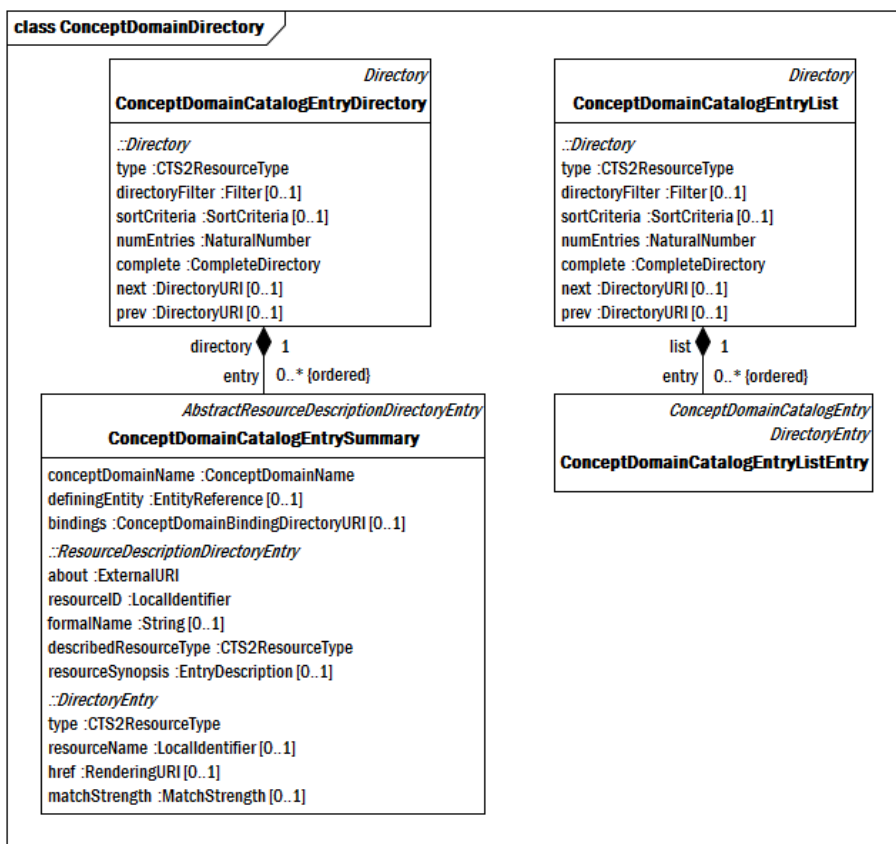 class ConceptDomainDirectory
Directory
ConceptDomainCatalogEntryDirectory
::Directory
type :CTS2ResourceType
directoryFilter :Filter [0..1]
sortCriteria :SortCriteria [0..1]
numEntries :NaturalNumber
complete :CompleteDirectory
next :DirectoryURI [0..1]
prev :DirectoryURI [0..1]
directory 1
entry 0..* {ordered}
AbstractResourceDescriptionDirectoryEntry
ConceptDomainCatalogEntrySummary
conceptDomainName :ConceptDomainName
definingEntity :EntityReference [0..1]
bindings :ConceptDomainBindingDirectoryURI [0..1]
::ResourceDescriptionDirectoryEntry
about :ExternalURI
resourceID :LocalIdentifier
formalName :String [0..1]
describedResourceType :CTS2ResourceType
resourceSynopsis :EntryDescription [0..1]
::DirectoryEntry
type :CTS2ResourceType
resourceName :LocalIdentifier [0..1]
href :RenderingURI [0..1]
matchStrength :MatchStrength [0..1]
Directory
ConceptDomainCatalogEntryList
::Directory
type :CTS2ResourceType
directoryFilter :Filter [0..1]
sortCriteria :SortCriteria [0..1]
numEntries :NaturalNumber
complete :CompleteDirectory
next :DirectoryURI [0..1]
prev :DirectoryURI [0..1]
list 1
entry 0..* {ordered}
ConceptDomainCatalogEntry
DirectoryEntry
ConceptDomainCatalogEntryListEntry